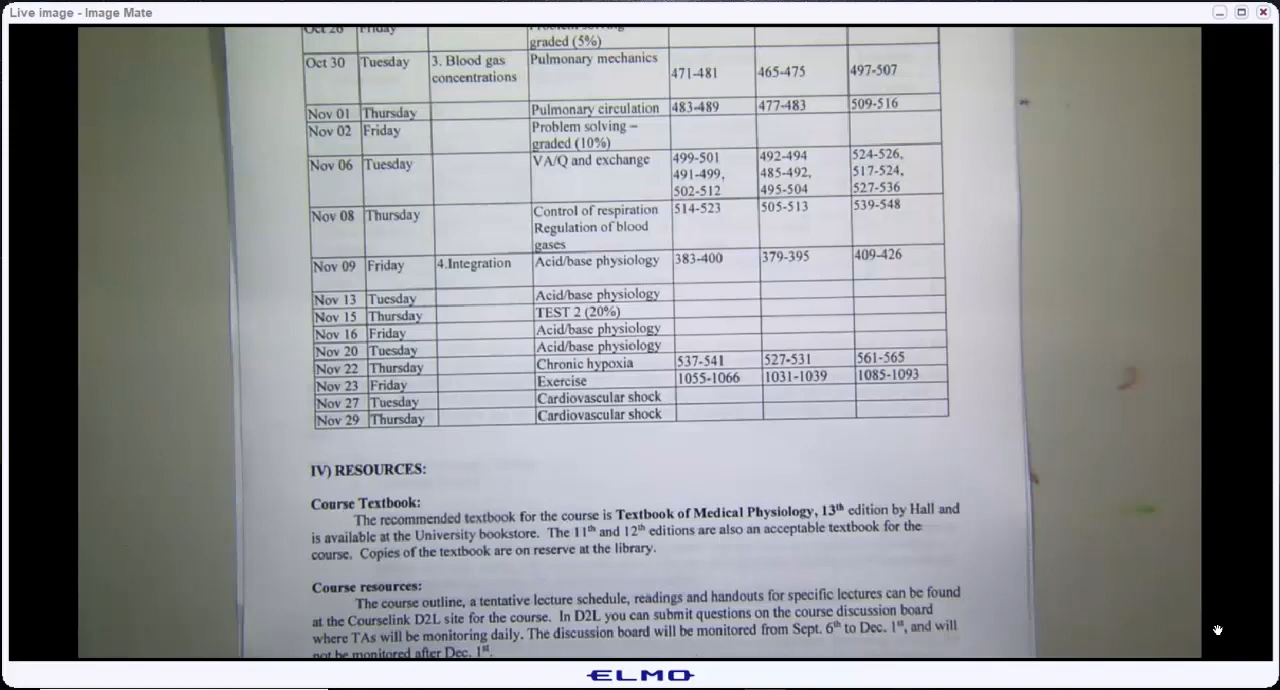 Live image - Image Mate
Oct 26 Friday Problem solving
graded (5%)
Oct 30 Tuesday 3. Blood gas Pulmonary mechanics
concentrations 471-481 465-475 497-507
Nov 01 Thursday Pulmonary circulation 483-489 477-483 509-516
Nov 02 Friday Problem solving –
graded (10%)
Nov 06 Tuesday VA/Q and exchange 499-501 492-494 524-526,
491-499, 485-492, 517-524,
502-512 495-504 527-536
Nov 08 Thursday Control of respiration 514-523 505-513 539-548
Regulation of blood
gases
Nov 09 Friday 4.Integration Acid/base physiology 383-400 379-395 409-426
Nov 13 Tuesday Acid/base physiology
Nov 15 Thursday TEST 2 (20%)
Nov 16 Friday Acid/base physiology
Nov 20 Tuesday Acid/base physiology
Nov 22 Thursday Chronic hypoxia 537-541 527-531 561-565
Nov 23 Friday Exercise 1055-1066 1031-1039 1085-1093
Nov 27 Tuesday Cardiovascular shock
Nov 29 Thursday Cardiovascular shock
IV) RESOURCES:
Course Textbook:
The recommended textbook for the course is Textbook of Medical Physiology, 13th edition by Hall and
is available at the University bookstore. The 11th and 12th editions are also an acceptable textbook for the
course. Copies of the textbook are on reserve at the library.
Course resources:
The course outline, a tentative lecture schedule, readings and handouts for specific lectures can be found
at the Courselink D2L site for the course. In D2L you can submit questions on the course discussion board
where TAs will be monitoring daily. The discussion board will be monitored from Sept. 6th to Dec. 1st, and will
not be monitored after Dec. 1st.
ELMO